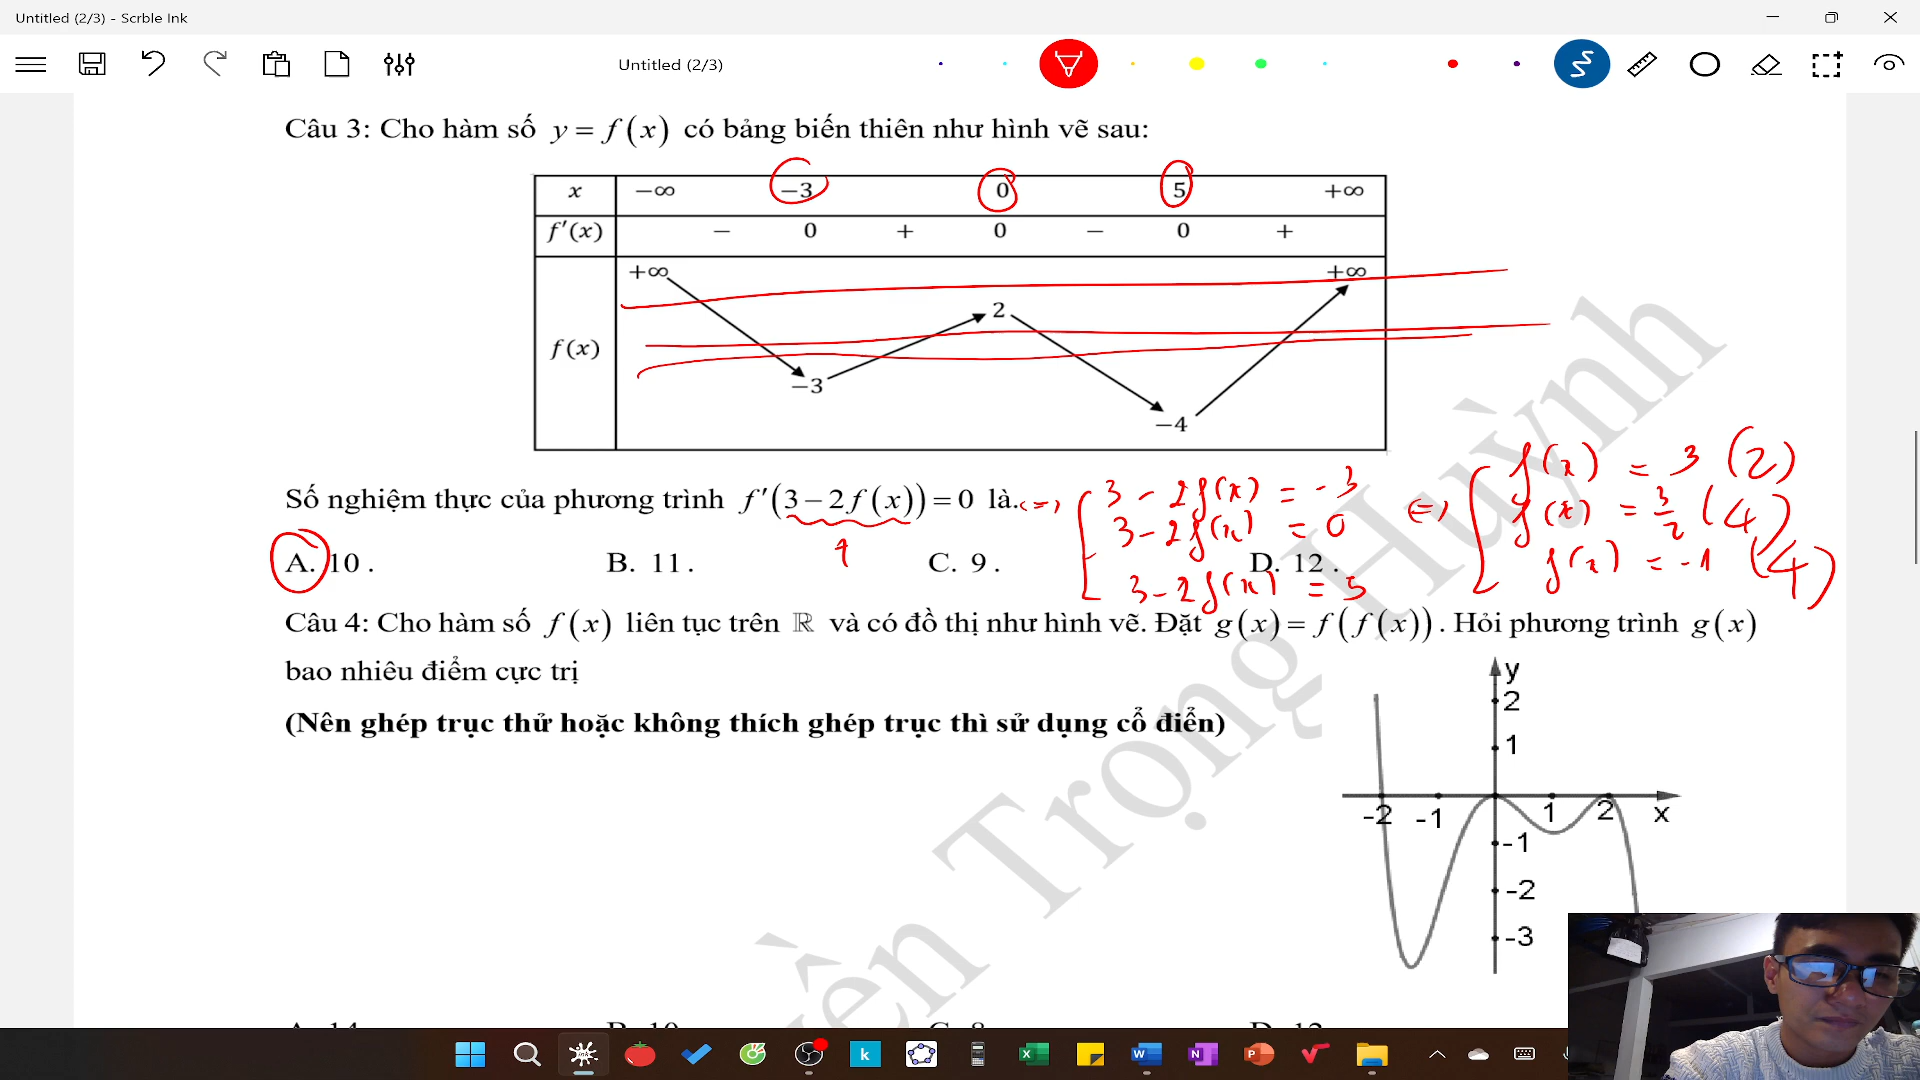 Untitled (2/3) - Scrble Ink
Untitled (2/3)
Câu 3: Cho hàm số y = f(x) có bảng biến thiên như hình vẽ sau:
x −∞ −3 0 5 +∞
f′(x) − 0 + 0 − 0 +
+∞ +∞
2
f(x)
−3
−4
Số nghiệm thực của phương trình f′(3 − 2f(x)) = 0 là.
A. 10 . B. 11 . C. 9 . D. 12 .
(=) 3 - 2f(x) = -3
3 - 2f(x) = 0
3 - 2f(x) = 5
(=) f(x) = 3 (2)
f(x) = 3/2 (4)
f(x) = -1 (4)
Câu 4: Cho hàm số f(x) liên tục trên ℝ và có đồ thị như hình vẽ. Đặt g(x) = f(f(x)). Hỏi phương trình g(x)
bao nhiêu điểm cực trị
(Nên ghép trục thử hoặc không thích ghép trục thì sử dụng cổ điển)
y
2
1
-2 -1 1 2 x
-1
-2
-3
Trọng Huỳnh